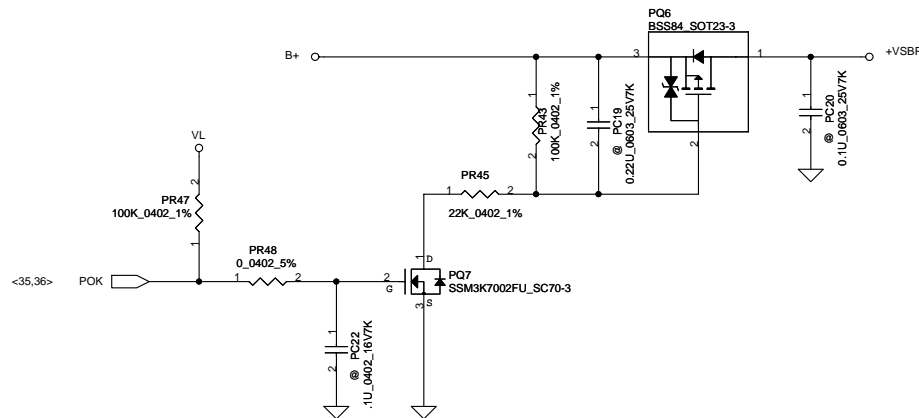 PQ6
BSS84_SOT23-3
B+
3
1
+VSBP
1
PR43
100K_0402_1%
2
1
@ PC19
0.22U_0603_25V7K
2
2
1
@ PC20
0.1U_0603_25V7K
2
VL
2
PR47
100K_0402_1%
1
PR45
1
2
22K_0402_1%
PR48
0_0402_5%
<35,36>
POK
1
2
2
G
1
D
PQ7
SSM3K7002FU_SC70-3
S
3
1
@ PC22
.1U_0402_16V7K
2